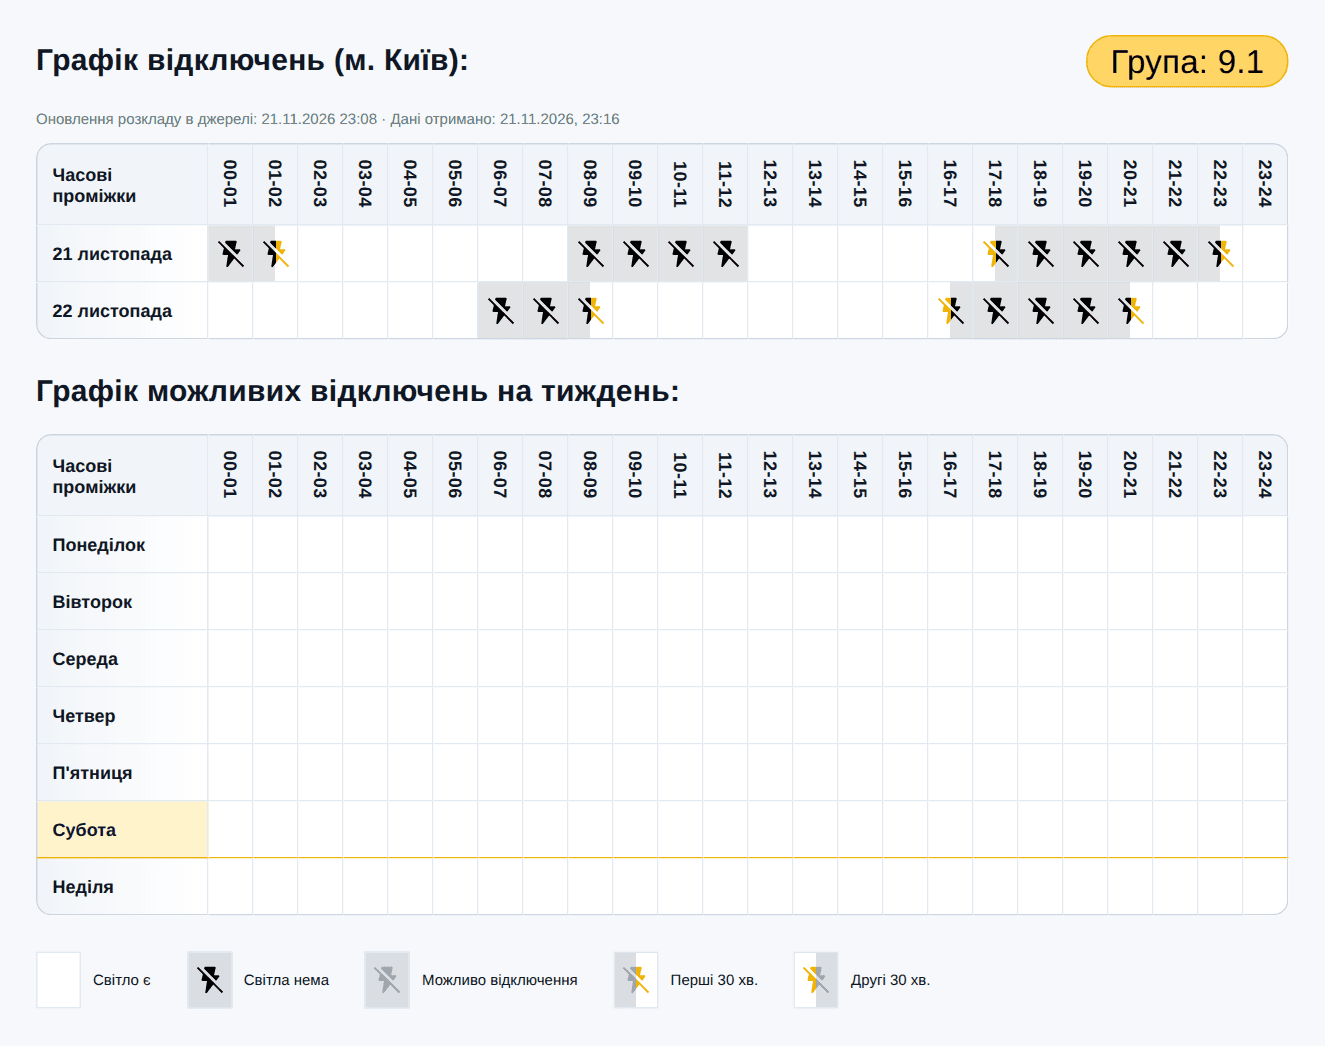 Графік відключень (м. Київ):
Група: 9.1
Оновлення розкладу в джерелі: 21.11.2026 23:08 · Дані отримано: 21.11.2026, 23:16
Часові проміжки 00-01 01-02 02-03 03-04 04-05 05-06 06-07 07-08 08-09 09-10 10-11 11-12 12-13 13-14 14-15 15-16 16-17 17-18 18-19 19-20 20-21 21-22 22-23 23-24
21 листопада
22 листопада
Графік можливих відключень на тиждень:
Часові проміжки 00-01 01-02 02-03 03-04 04-05 05-06 06-07 07-08 08-09 09-10 10-11 11-12 12-13 13-14 14-15 15-16 16-17 17-18 18-19 19-20 20-21 21-22 22-23 23-24
Понеділок
Вівторок
Середа
Четвер
П'ятниця
Субота
Неділя
Світло є Світла нема Можливо відключення Перші 30 хв. Другі 30 хв.